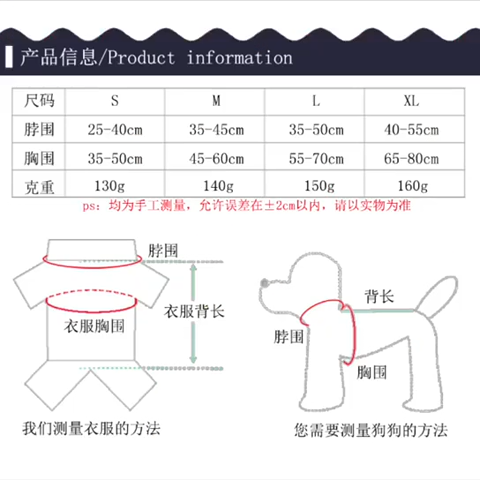 产品信息/Product information
尺码 S M L XL
脖围 25-40cm 35-45cm 35-50cm 40-55cm
胸围 35-50cm 45-60cm 55-70cm 65-80cm
克重 130g 140g 150g 160g
ps: 均为手工测量，允许误差在±2cm以内，请以实物为准
脖围
衣服胸围
衣服背长
我们测量衣服的方法
背长
脖围
胸围
您需要测量狗狗的方法